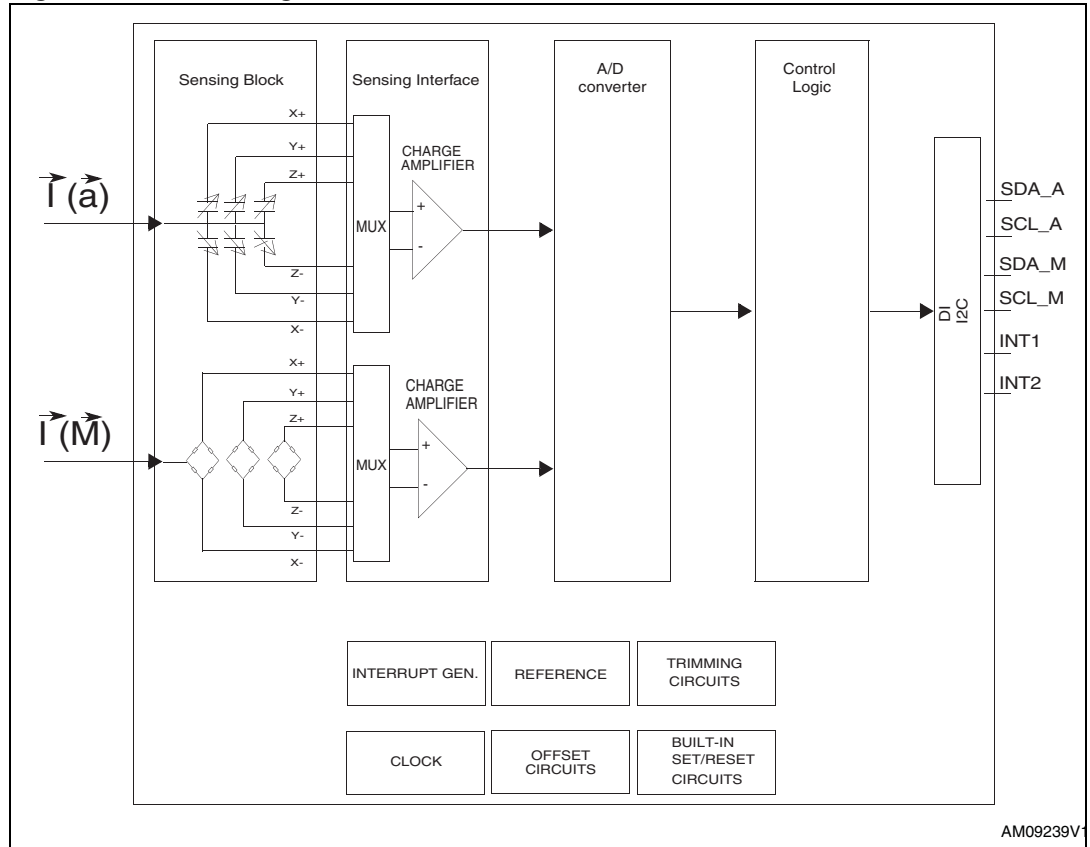 Sensing Block
Sensing Interface
A/D
converter
Control
Logic
X+
Y+
Z+
CHARGE
AMPLIFIER
I (a)
MUX
+
-
Z-
Y-
X-
X+
Y+
Z+
CHARGE
AMPLIFIER
I (M)
MUX
+
-
Z-
Y-
X-
DI
I2C
SDA_A
SCL_A
SDA_M
SCL_M
INT1
INT2
INTERRUPT GEN.
REFERENCE
TRIMMING
CIRCUITS
CLOCK
OFFSET
CIRCUITS
BUILT-IN
SET/RESET
CIRCUITS
AM09239V1